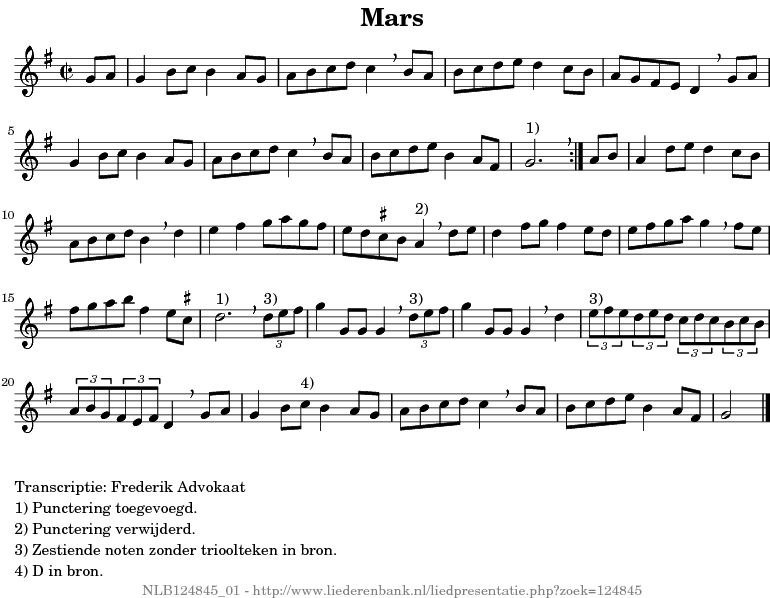 Mars
1)
5
2)
10
1) 3) 3) 3)
15
3 3 3 3 3 3
3 3
4)
20
Transcriptie: Frederik Advokaat
1) Punctering toegevoegd.
2) Punctering verwijderd.
3) Zestiende noten zonder trioolteken in bron.
4) D in bron.
NLB124845_01 - http://www.liederenbank.nl/liedpresentatie.php?zoek=124845